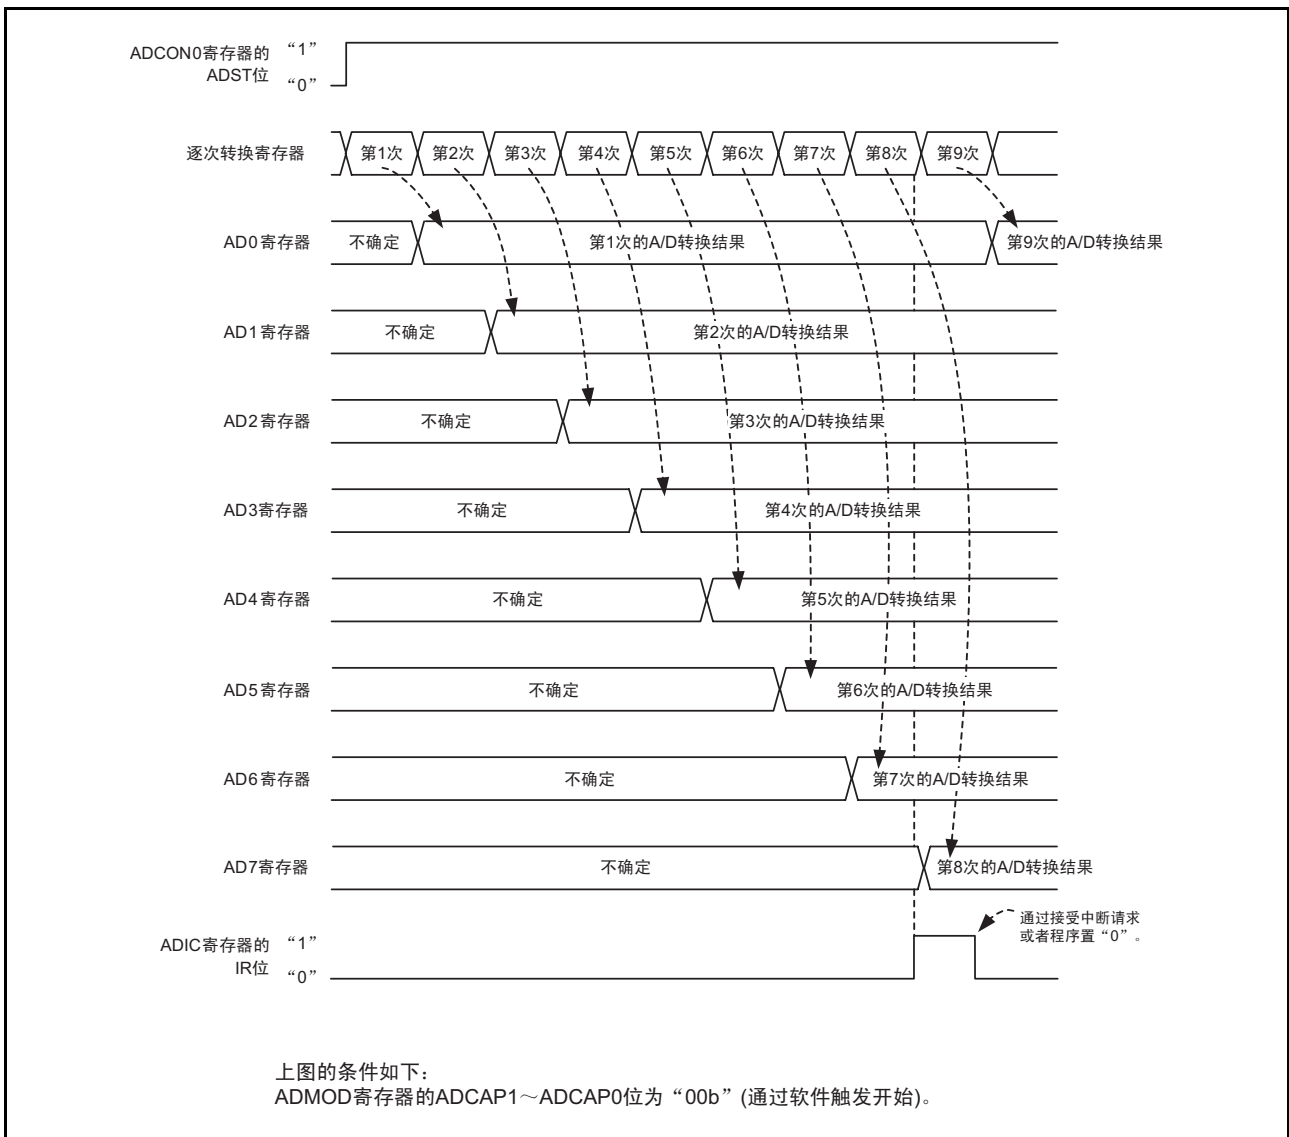 ADCON0寄存器的 “1”
ADST位 “0”
逐次转换寄存器 第1次 第2次 第3次 第4次 第5次 第6次 第7次 第8次 第9次
AD0寄存器 不确定 第1次的A/D转换结果 第9次的A/D转换结果
AD1寄存器 不确定 第2次的A/D转换结果
AD2寄存器 不确定 第3次的A/D转换结果
AD3寄存器 不确定 第4次的A/D转换结果
AD4寄存器 不确定 第5次的A/D转换结果
AD5寄存器 不确定 第6次的A/D转换结果
AD6寄存器 不确定 第7次的A/D转换结果
AD7寄存器 不确定 第8次的A/D转换结果
通过接受中断请求
或者程序置“0”。
ADIC寄存器的 “1”
IR位 “0”
上图的条件如下：
ADMOD寄存器的ADCAP1～ADCAP0位为“00b”(通过软件触发开始)。